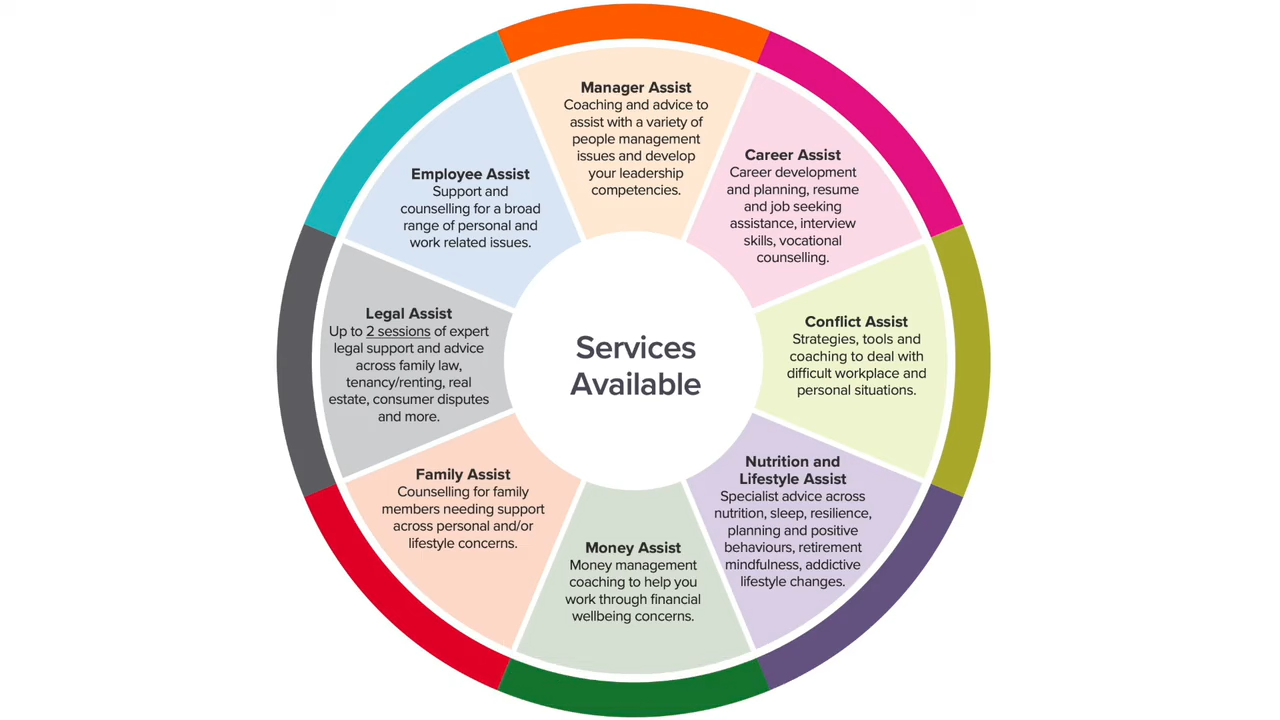 Manager Assist
Coaching and advice to
assist with a variety of
people management
issues and develop
your leadership
competencies.
Career Assist
Career development
and planning, resume
and job seeking
assistance, interview
skills, vocational
counselling.
Conflict Assist
Strategies, tools and
coaching to deal with
difficult workplace and
personal situations.
Nutrition and
Lifestyle Assist
Specialist advice across
nutrition, sleep, resilience,
planning and positive
behaviours, retirement
mindfulness, addictive
lifestyle changes.
Money Assist
Money management
coaching to help you
work through financial
wellbeing concerns.
Family Assist
Counselling for family
members needing support
across personal and/or
lifestyle concerns.
Legal Assist
Up to 2 sessions of expert
legal support and advice
across family law,
tenancy/renting, real
estate, consumer disputes
and more.
Employee Assist
Support and
counselling for a broad
range of personal and
work related issues.
Services
Available